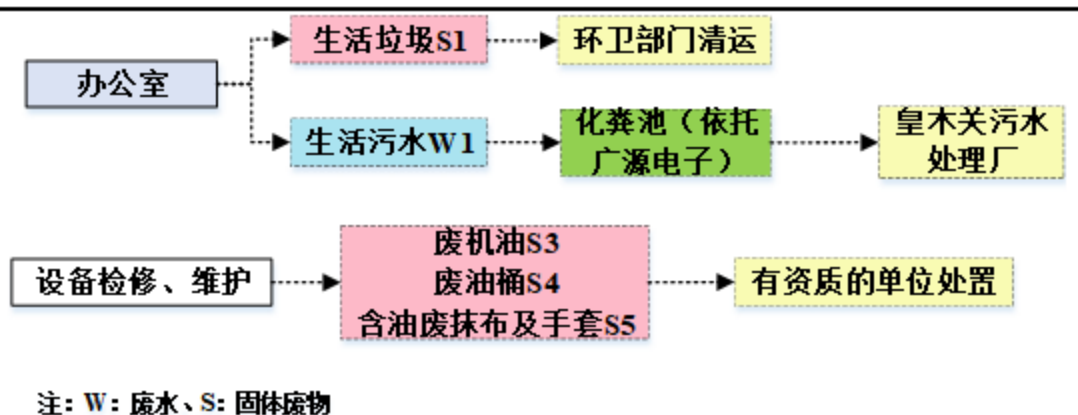 生活垃圾S1
环卫部门清运
办公室
生活污水W1
化粪池（依托
广源电子）
皇木关污水
处理厂
废机油S3
废油桶S4
含油废抹布及手套S5
设备检修、维护
有资质的单位处置
注: W: 废水、S: 固体废物